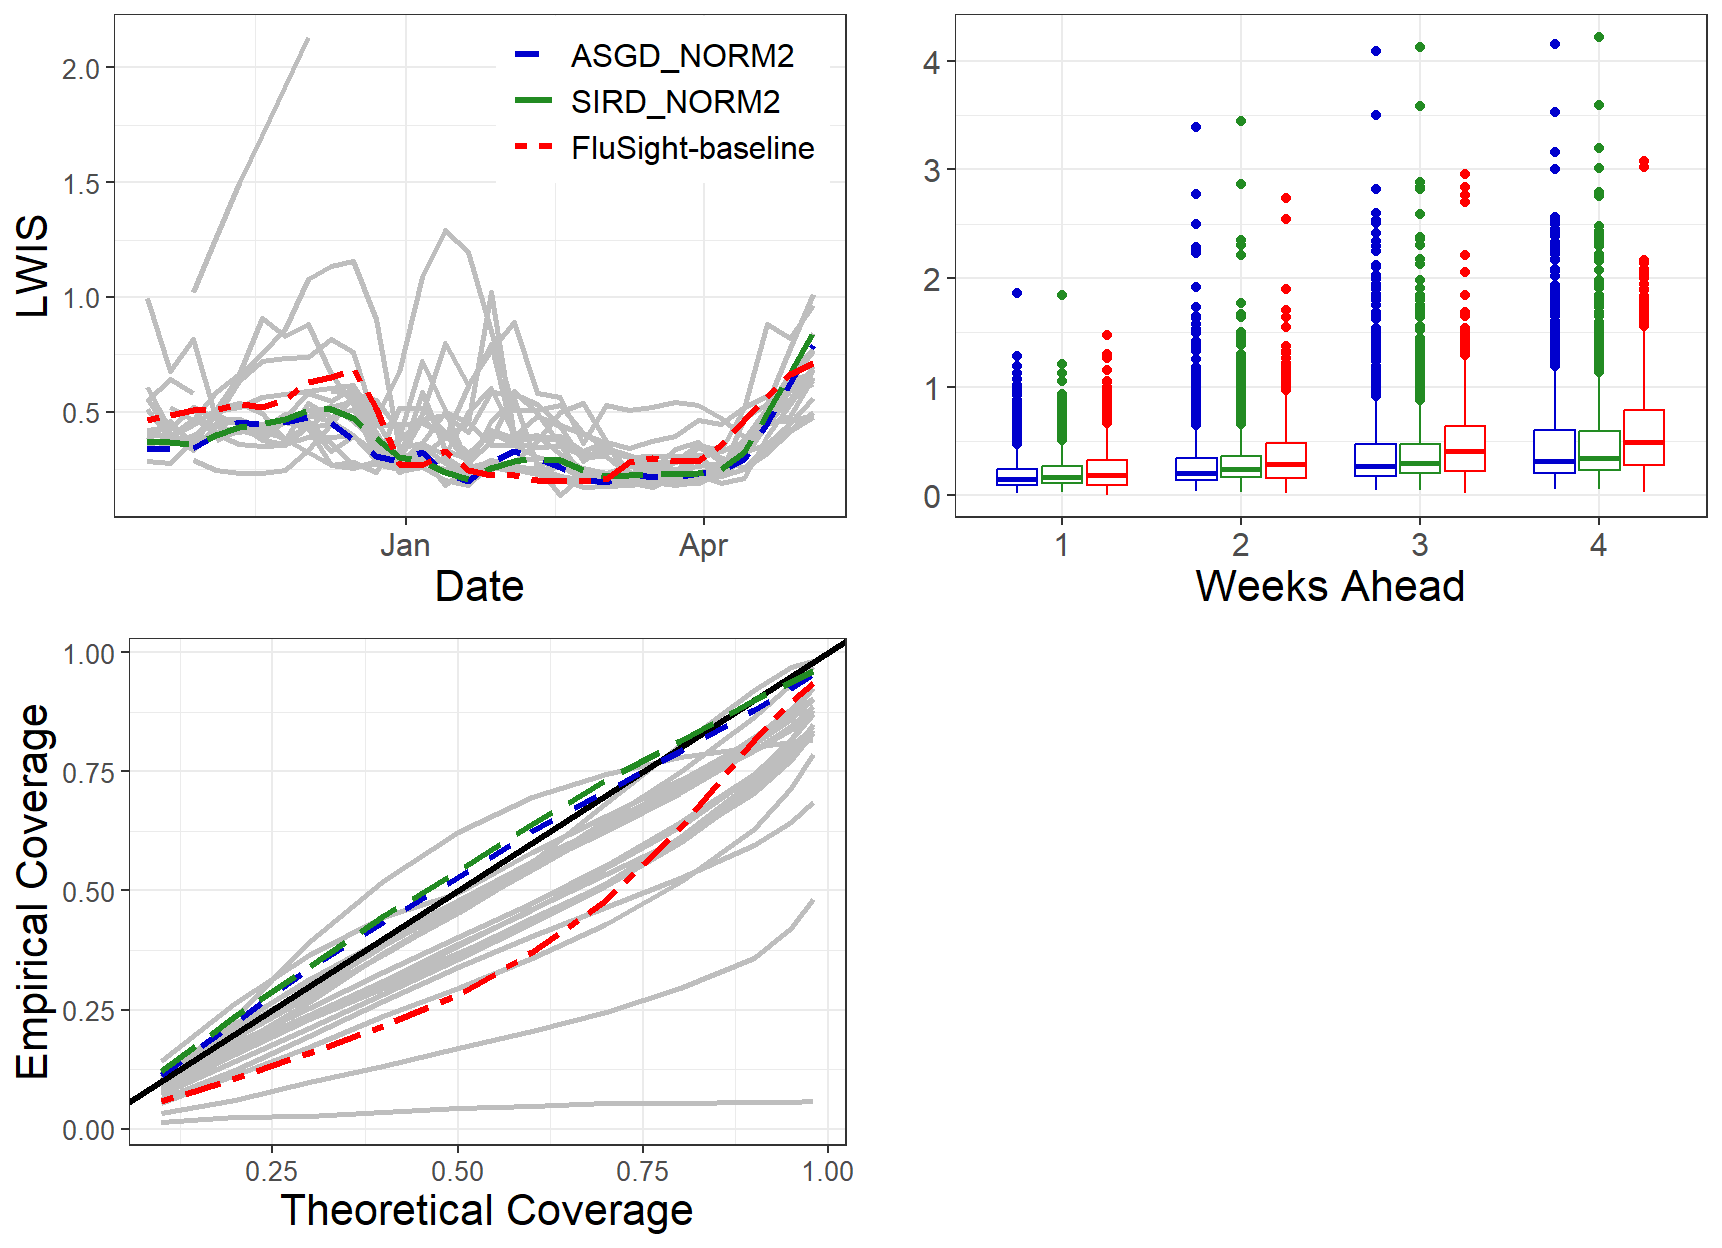 2.0
1.5
1.0
0.5
LWIS
ASGD_NORM2
SIRD_NORM2
FluSight-baseline
Jan
Apr
Date
4
3
2
1
0
1
2
3
4
Weeks Ahead
1.00
0.75
0.50
0.25
0.00
Empirical Coverage
0.25
0.50
0.75
1.00
Theoretical Coverage